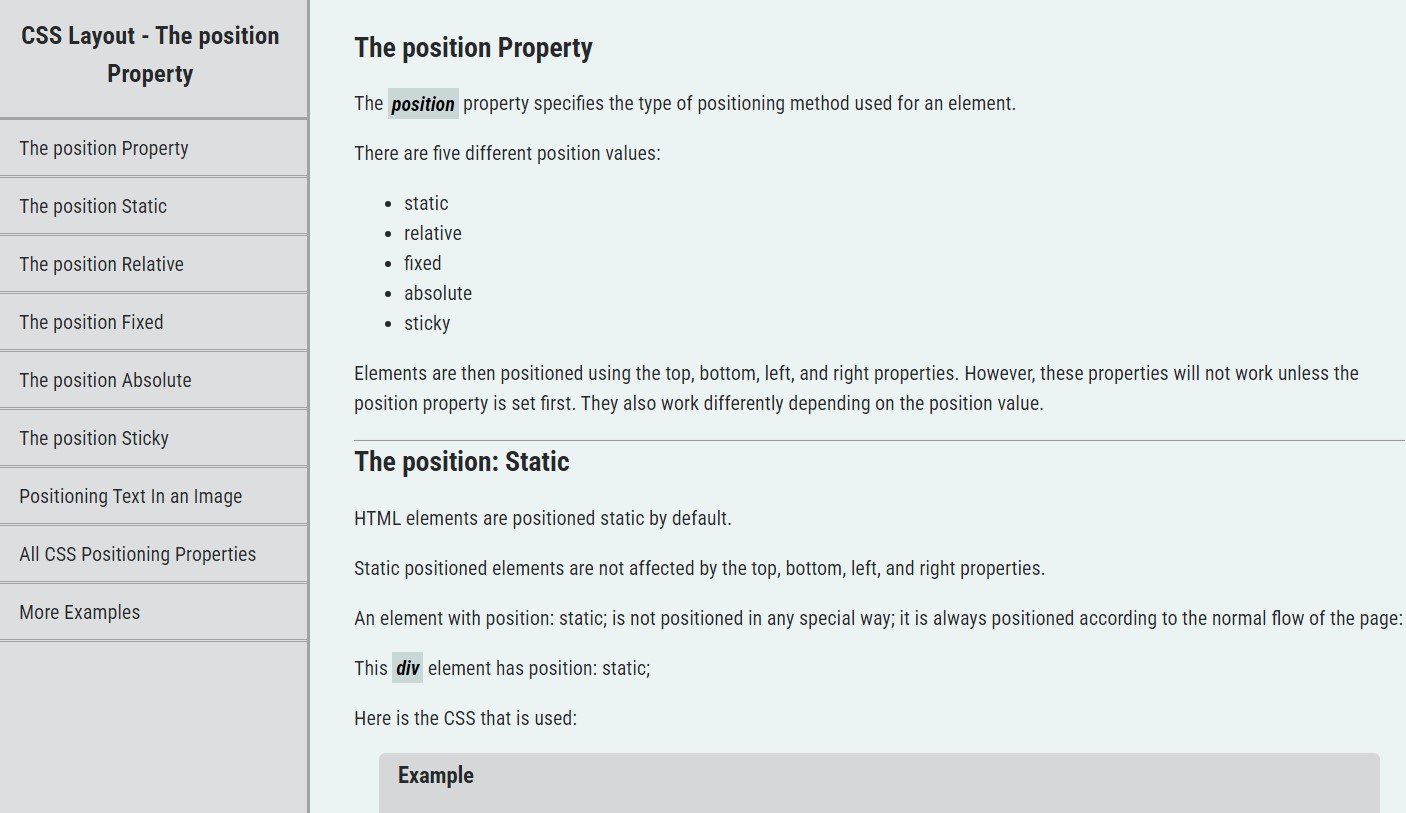 CSS Layout - The position
Property
The position Property
The position Static
The position Relative
The position Fixed
The position Absolute
The position Sticky
Positioning Text In an Image
All CSS Positioning Properties
More Examples
The position Property
The position property specifies the type of positioning method used for an element.
There are five different position values:
static
relative
fixed
absolute
sticky
Elements are then positioned using the top, bottom, left, and right properties. However, these properties will not work unless the
position property is set first. They also work differently depending on the position value.
The position: Static
HTML elements are positioned static by default.
Static positioned elements are not affected by the top, bottom, left, and right properties.
An element with position: static; is not positioned in any special way; it is always positioned according to the normal flow of the page:
This div element has position: static;
Here is the CSS that is used:
Example